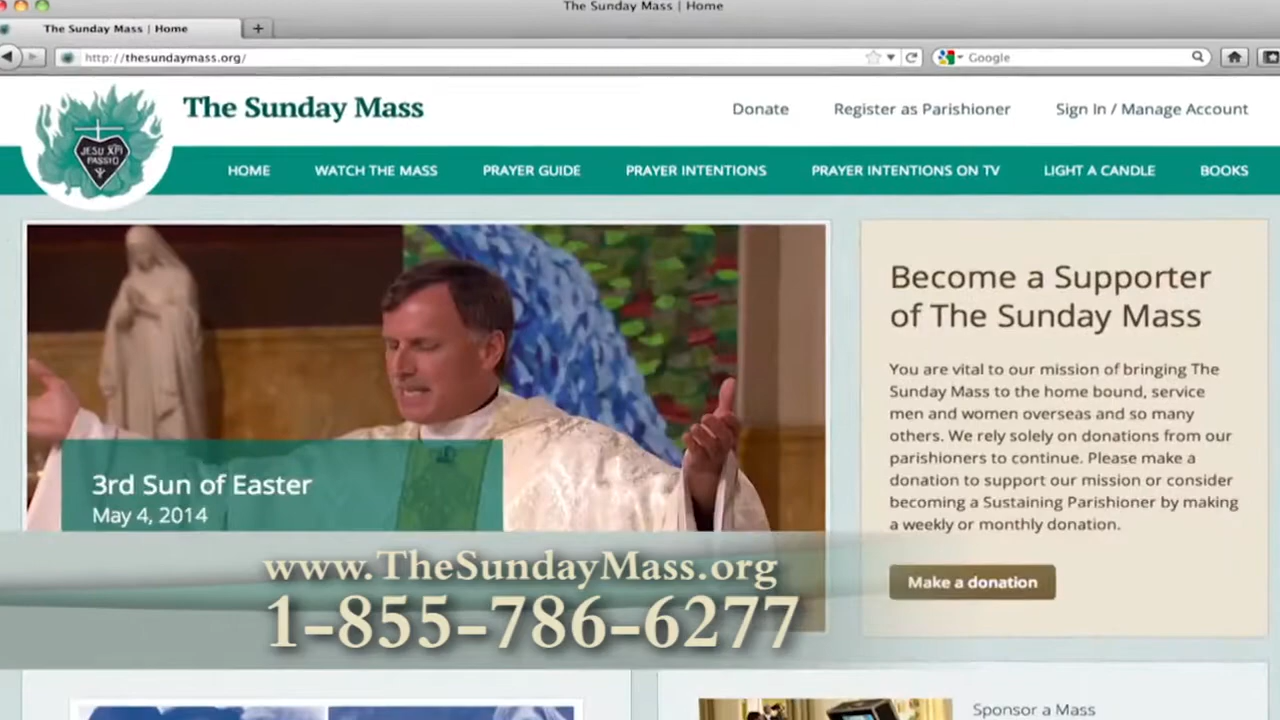 The Sunday Mass | Home
The Sunday Mass | Home
http://thesundaymass.org/
Google
JESU XPI
PASSIO
The Sunday Mass
Donate
Register as Parishioner
Sign In / Manage Account
HOME
WATCH THE MASS
PRAYER GUIDE
PRAYER INTENTIONS
PRAYER INTENTIONS ON TV
LIGHT A CANDLE
BOOKS
3rd Sun of Easter
May 4, 2014
Become a Supporter
of The Sunday Mass
You are vital to our mission of bringing The
Sunday Mass to the home bound, service
men and women overseas and so many
others. We rely solely on donations from our
parishioners to continue. Please make a
donation to support our mission or consider
becoming a Sustaining Parishioner by making
a weekly or monthly donation.
Make a donation
www.TheSundayMass.org
1-855-786-6277
Sponsor a Mass